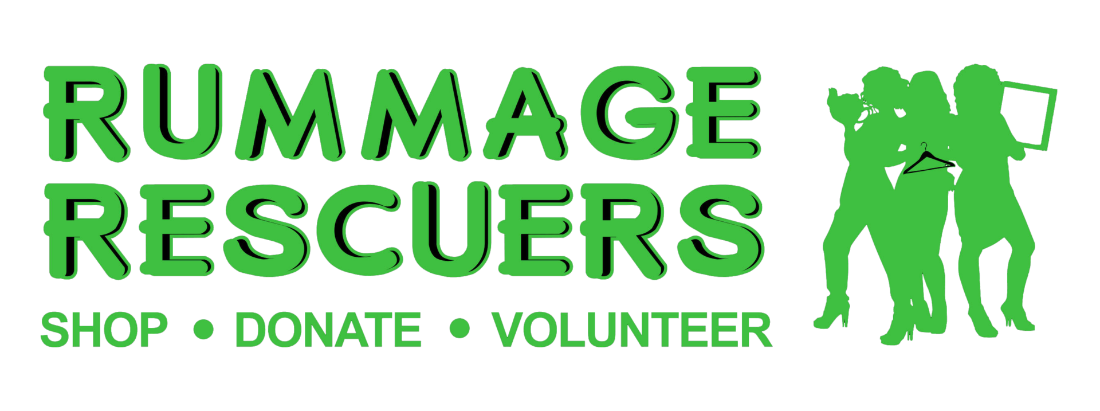 RUMMAGE
RESCUERS
SHOP • DONATE • VOLUNTEER